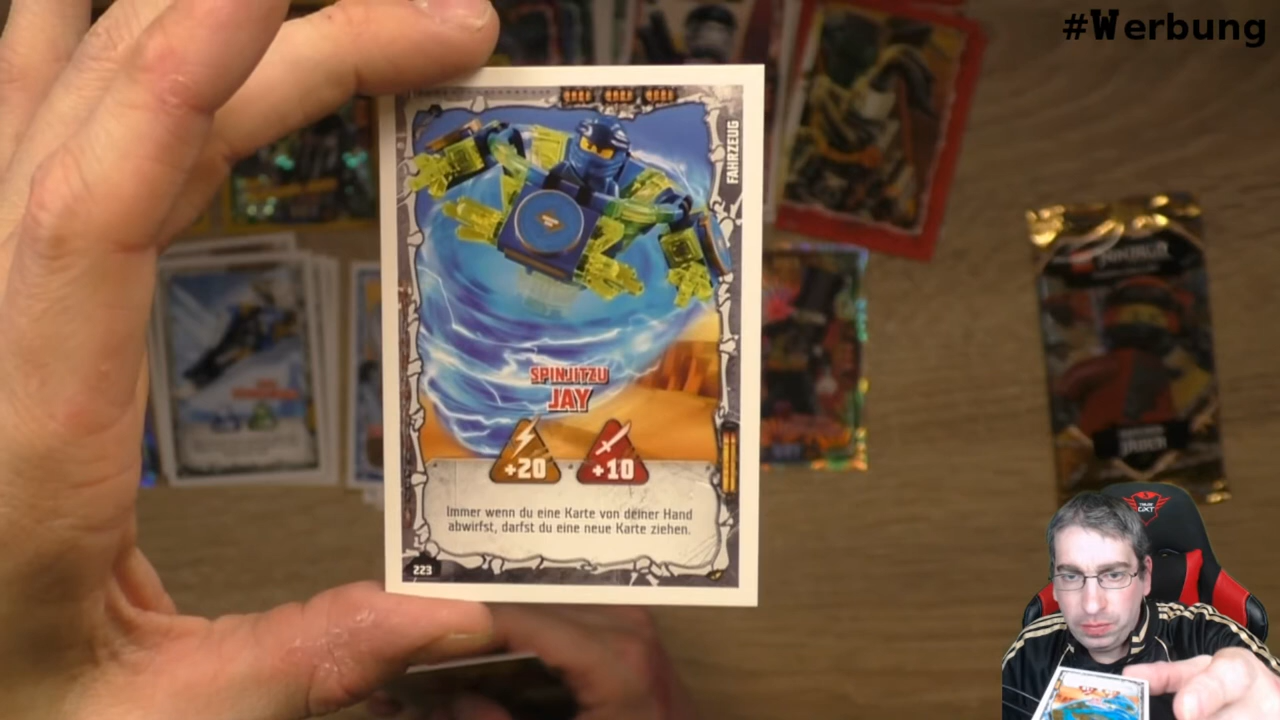 #Werbung
FAHRZEUG
SPINJITZU
JAY
+20
+10
Immer wenn du eine Karte von deiner Hand
abwirfst, darfst du eine neue Karte ziehen.
223